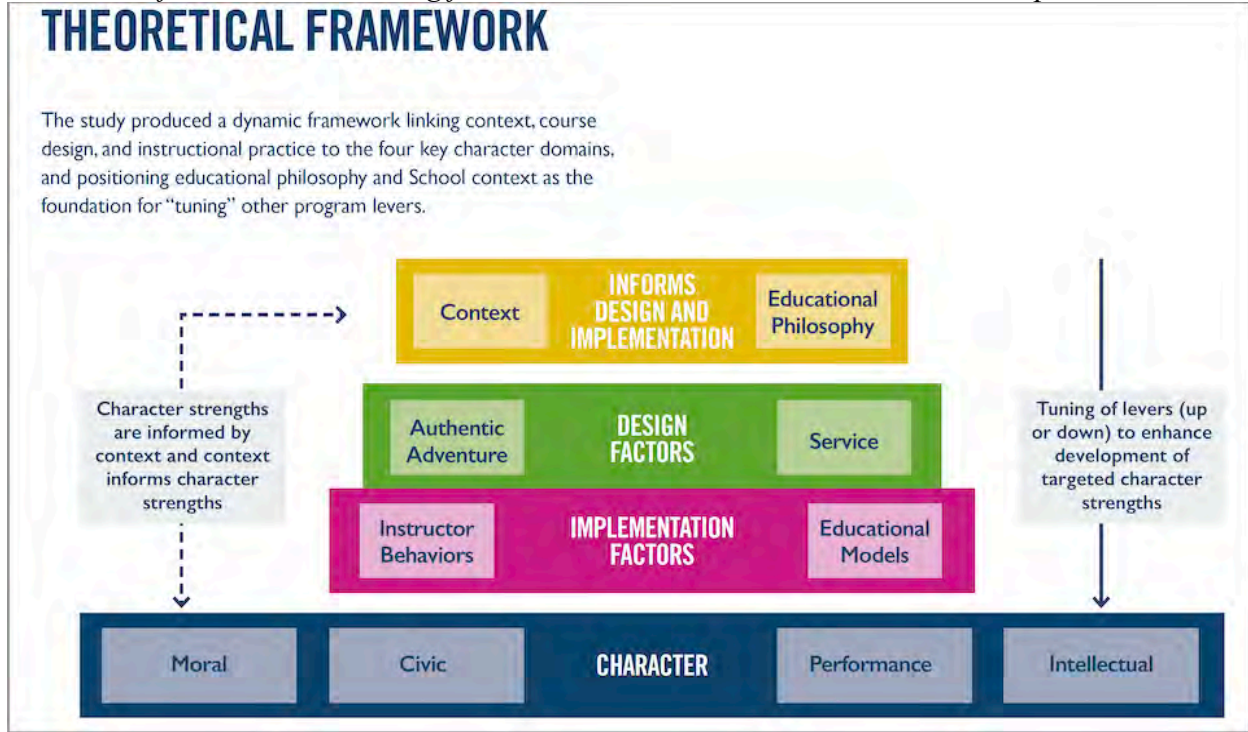 THEORETICAL FRAMEWORK
The study produced a dynamic framework linking context, course
design, and instructional practice to the four key character domains,
and positioning educational philosophy and School context as the
foundation for “tuning” other program levers.
Context
INFORMS
DESIGN AND
IMPLEMENTATION
Educational
Philosophy
Character strengths
are informed by
context and context
informs character
strengths
Authentic
Adventure
DESIGN
FACTORS
Service
Tuning of levers (up
or down) to enhance
development of
targeted character
strengths
Instructor
Behaviors
IMPLEMENTATION
FACTORS
Educational
Models
Moral
Civic
CHARACTER
Performance
Intellectual